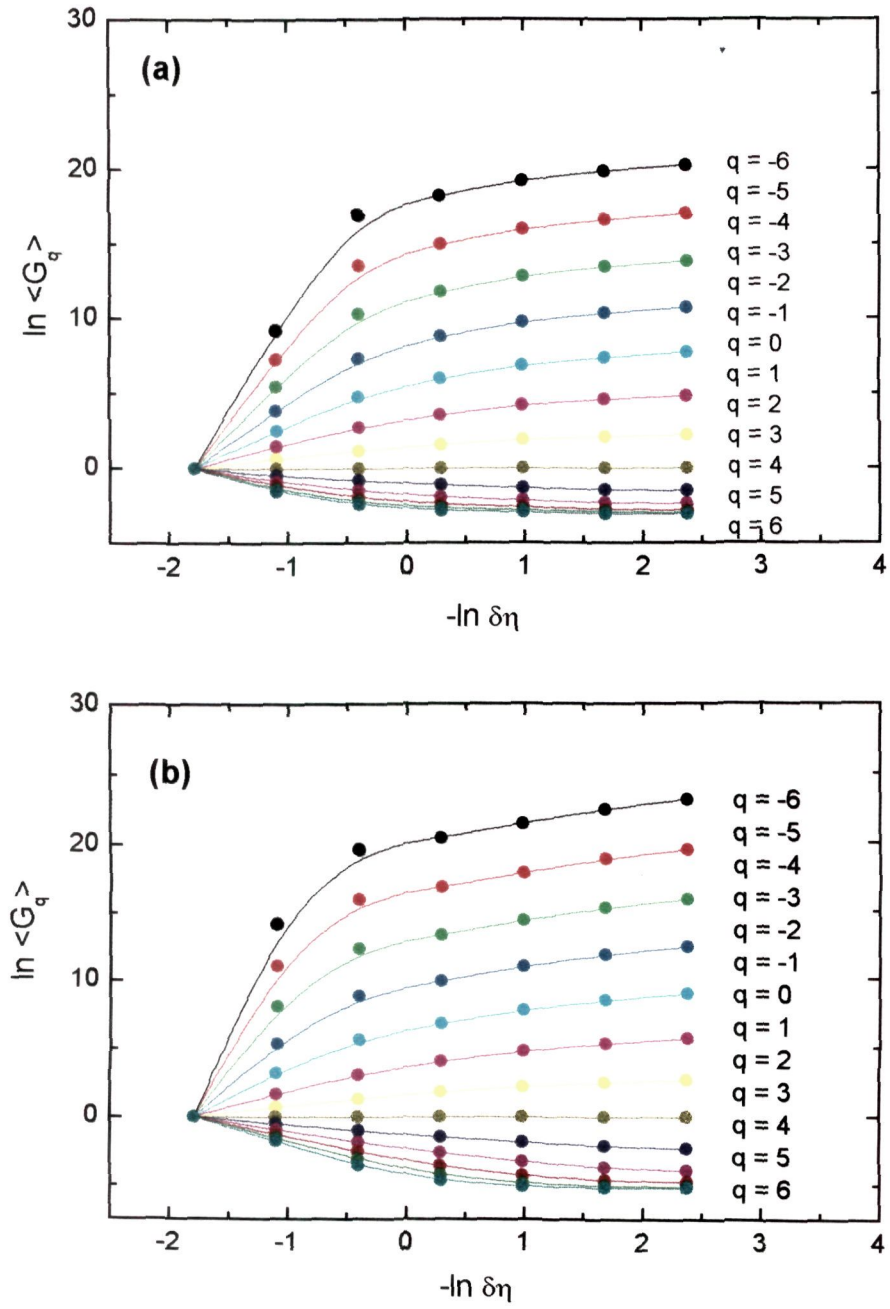 30
(a)
20
10
0
ln <G_q>
q = -6
q = -5
q = -4
q = -3
q = -2
q = -1
q = 0
q = 1
q = 2
q = 3
q = 4
q = 5
q = 6
-2 -1 0 1 2 3 4
-ln δη
30
(b)
20
10
0
ln <G_q>
q = -6
q = -5
q = -4
q = -3
q = -2
q = -1
q = 0
q = 1
q = 2
q = 3
q = 4
q = 5
q = 6
-2 -1 0 1 2 3 4
-ln δη